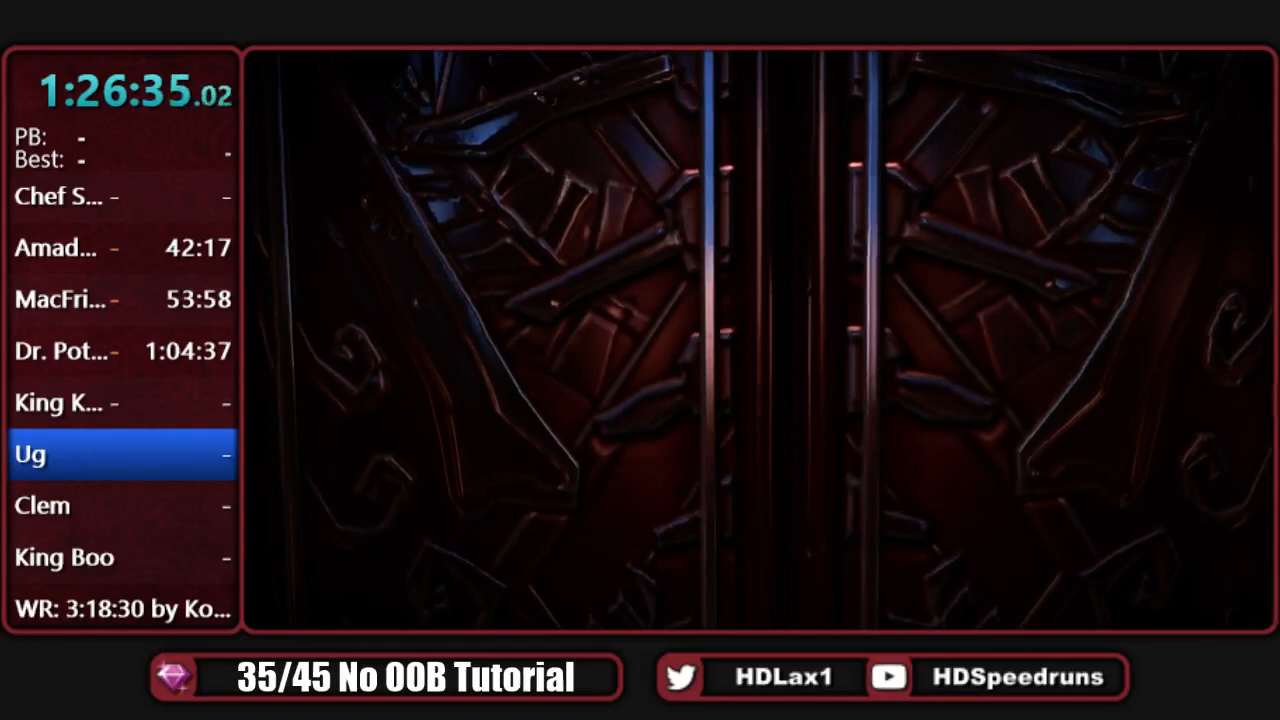 1:26:35.02
PB: -
Best: - -
Chef S... - -
Amad... - 42:17
MacFri... - 53:58
Dr. Pot... - 1:04:37
King K... - -
Ug -
Clem -
King Boo -
WR: 3:18:30 by Ko...
35/45 No OOB Tutorial
HDLax1
HDSpeedruns